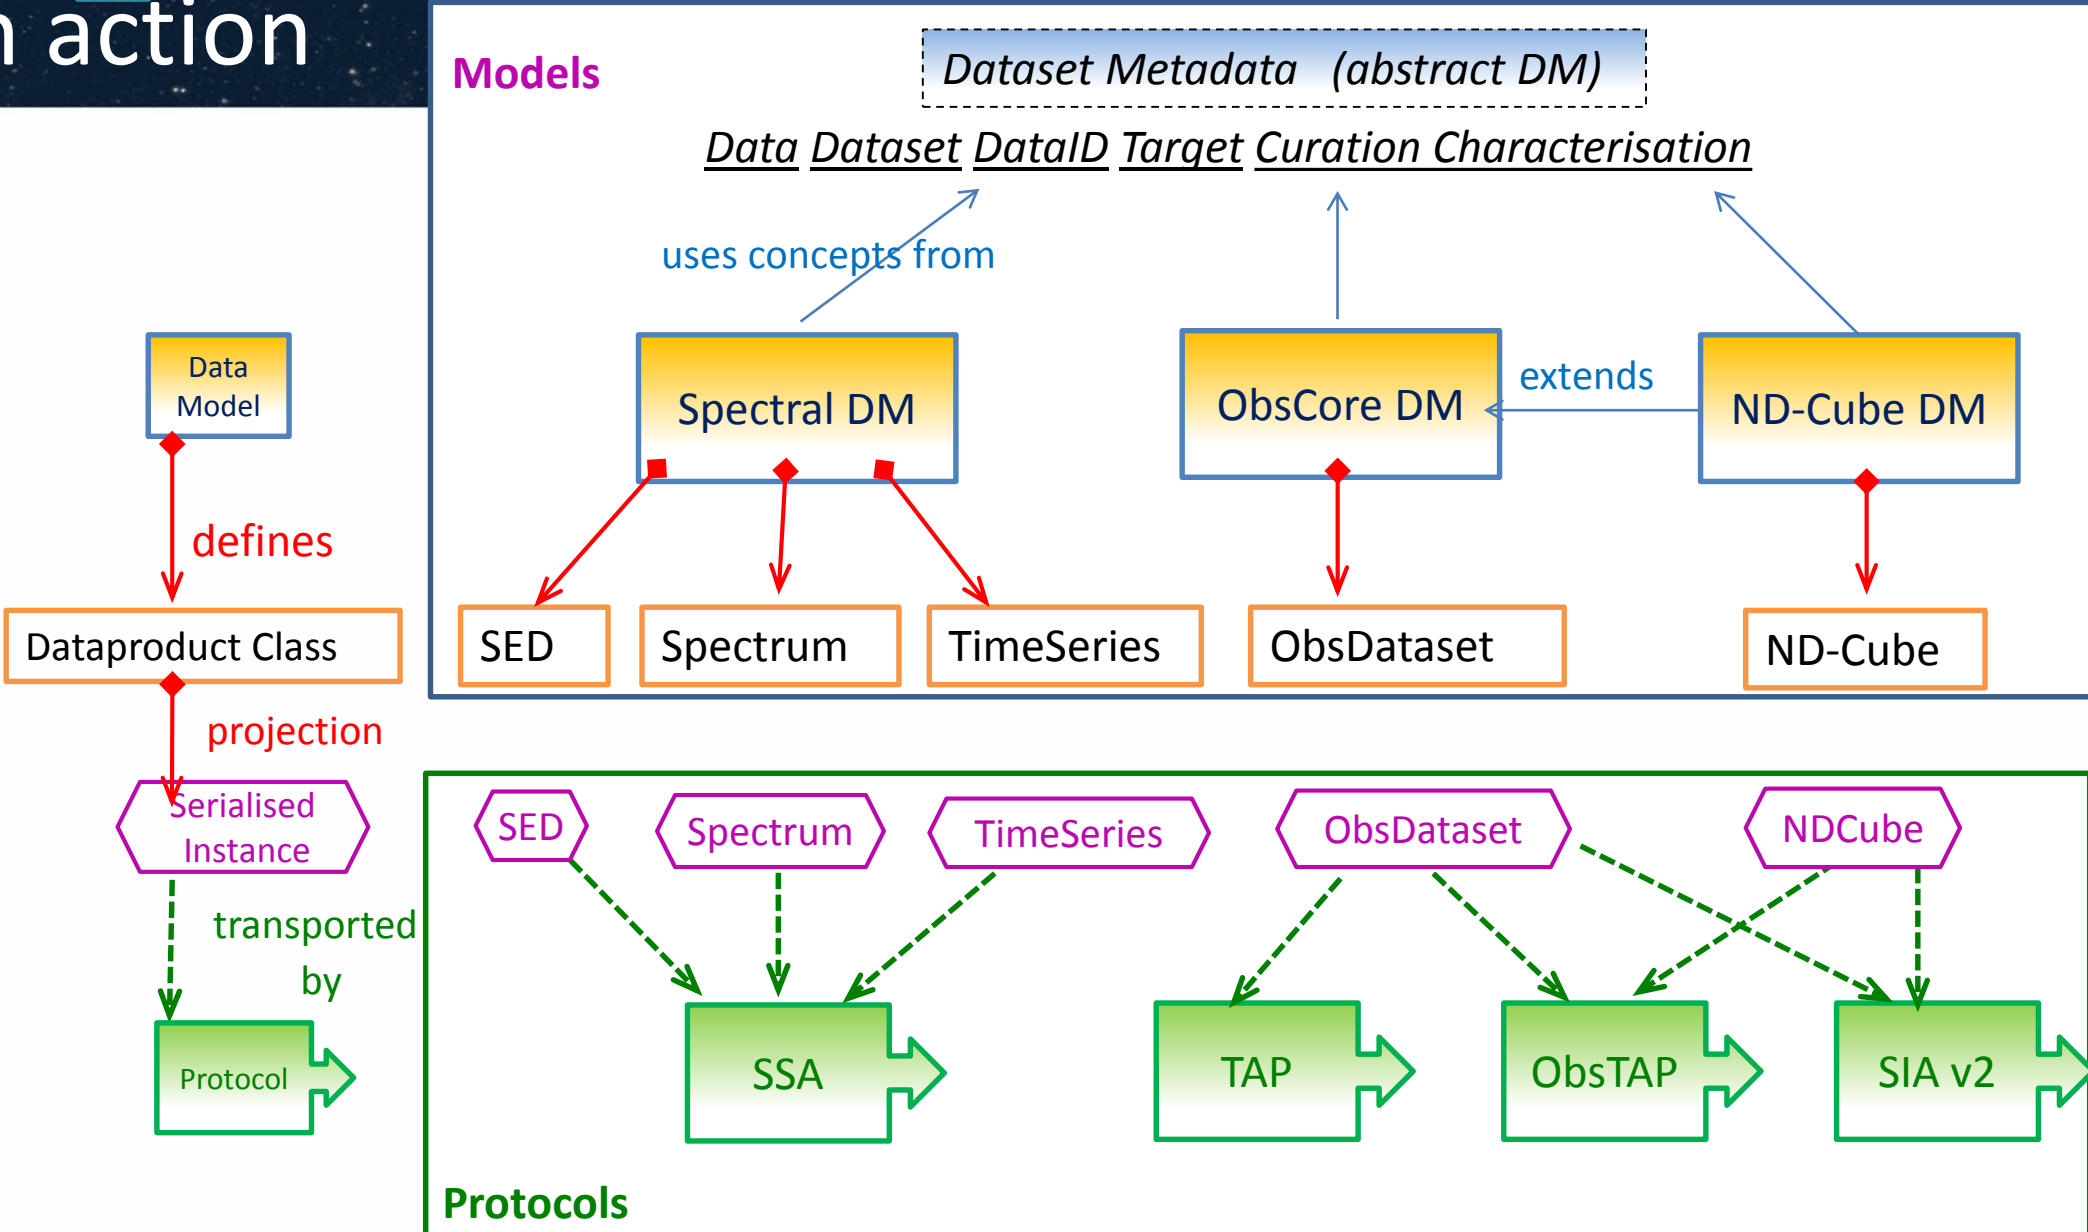 n action
Models
Dataset Metadata (abstract DM)
Data Dataset DataID Target Curation Characterisation
uses concepts from
Data
Model
Spectral DM
ObsCore DM
extends
ND-Cube DM
defines
Dataproduct Class
SED
Spectrum
TimeSeries
ObsDataset
ND-Cube
projection
Serialised
Instance
SED
Spectrum
TimeSeries
ObsDataset
NDCube
transported
by
Protocol
SSA
TAP
ObsTAP
SIA v2
Protocols